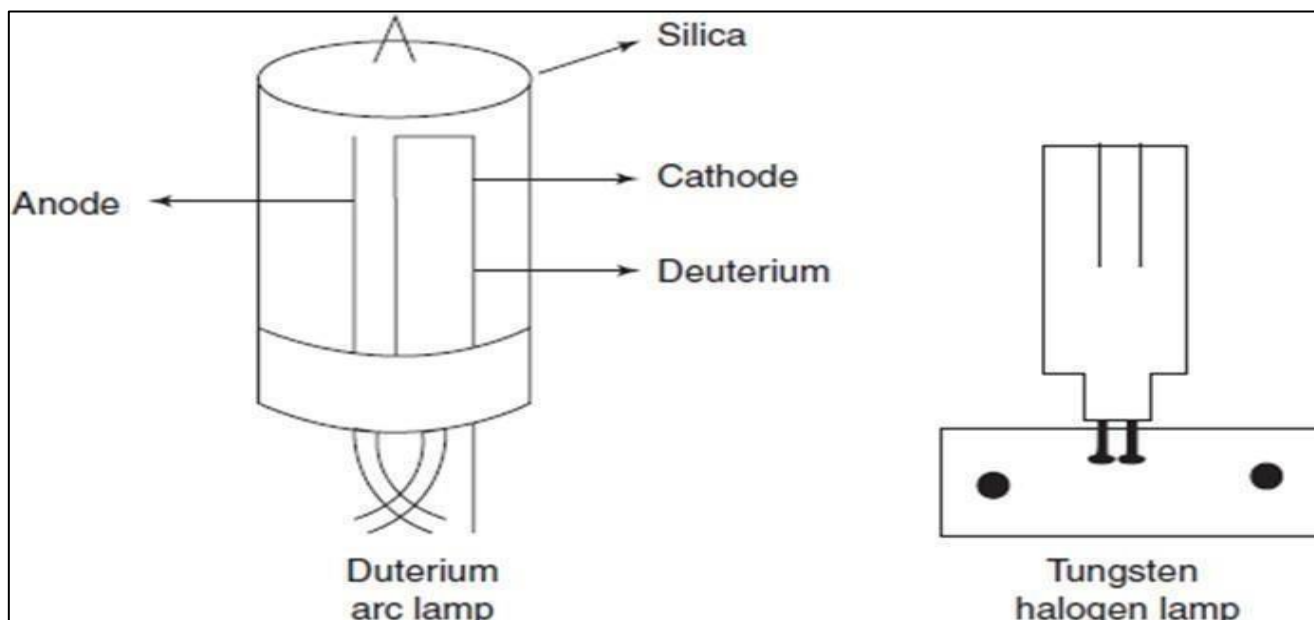 Silica
Cathode
Anode
Deuterium
Duterium
arc lamp
Tungsten
halogen lamp